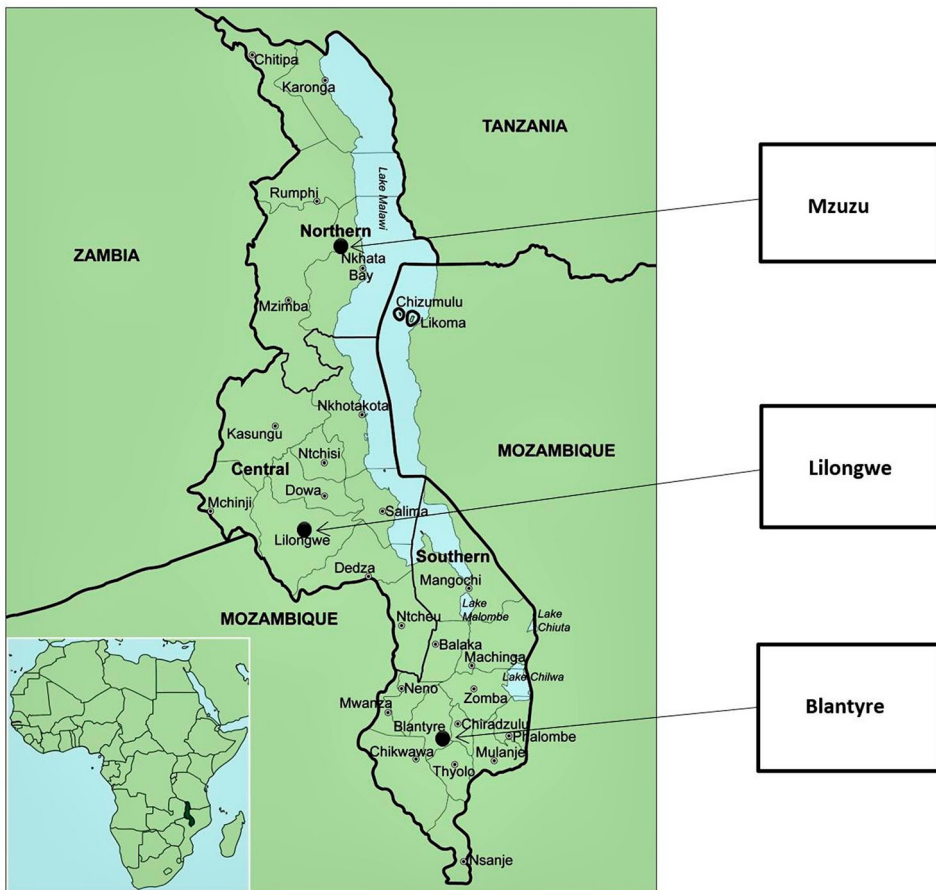 Chitipa
Karonga
TANZANIA
Lake Malawi
Rumphi
Mzuzu
Northern
ZAMBIA
Nkhata
Bay
Mzimba
Chizumulu
Likoma
Nkhotakota
Kasungu
MOZAMBIQUE
Ntchisi
Central
Lilongwe
Dowa
Mchinji
Salima
Lilongwe
Southern
Dedza
Mangochi
MOZAMBIQUE
Ntcheu
Lake
Malombe
Lake
Chiuta
Balaka
Machinga
Lake Chilwa
Neno
Zomba
Mwanza
Blantyre
Blantyre
Chiradzulu
Phalombe
Chikwawa
Mulanje
Thyolo
Nsanje